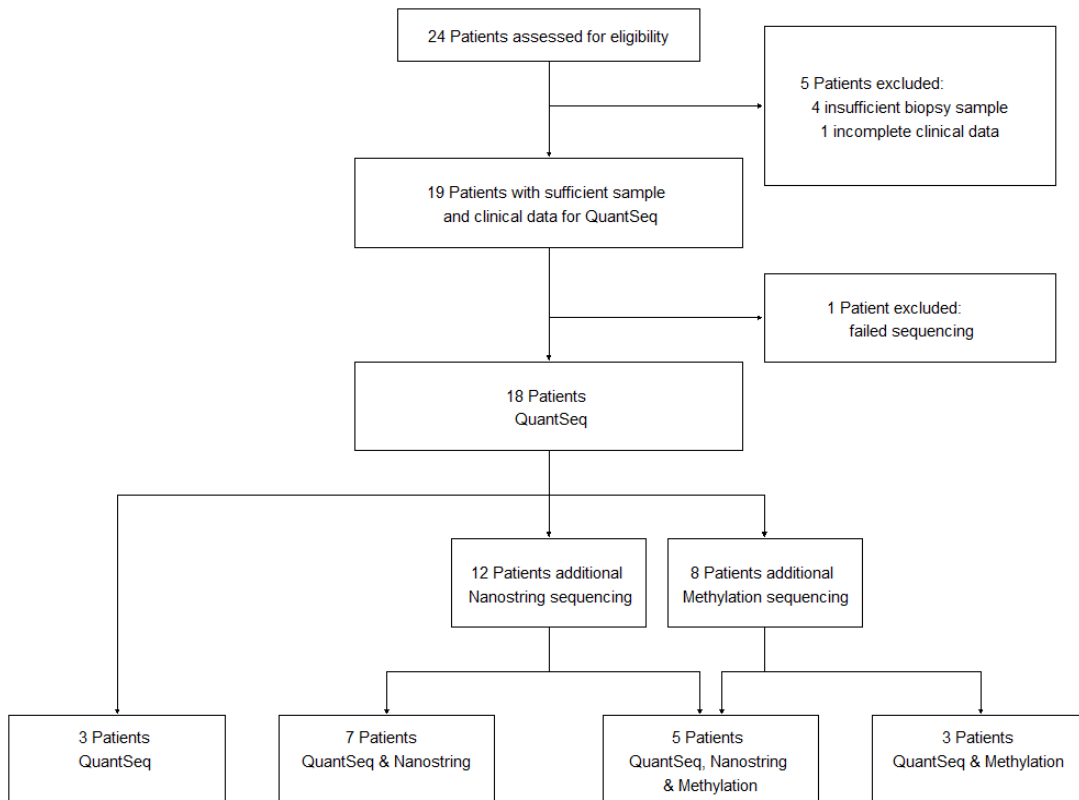 24 Patients assessed for eligibility
5 Patients excluded:
4 insufficient biopsy sample
1 incomplete clinical data
19 Patients with sufficient sample
and clinical data for QuantSeq
1 Patient excluded:
failed sequencing
18 Patients
QuantSeq
12 Patients additional
Nanostring sequencing
8 Patients additional
Methylation sequencing
3 Patients
QuantSeq
7 Patients
QuantSeq & Nanostring
5 Patients
QuantSeq, Nanostring
& Methylation
3 Patients
QuantSeq & Methylation